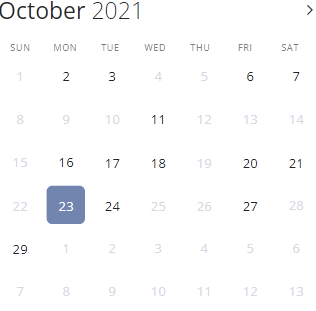 October 2021 >
SUN MON TUE WED THU FRI SAT
1 2 3 4 5 6 7
8 9 10 11 12 13 14
15 16 17 18 19 20 21
22 23 24 25 26 27 28
29 1 2 3 4 5 6
7 8 9 10 11 12 13